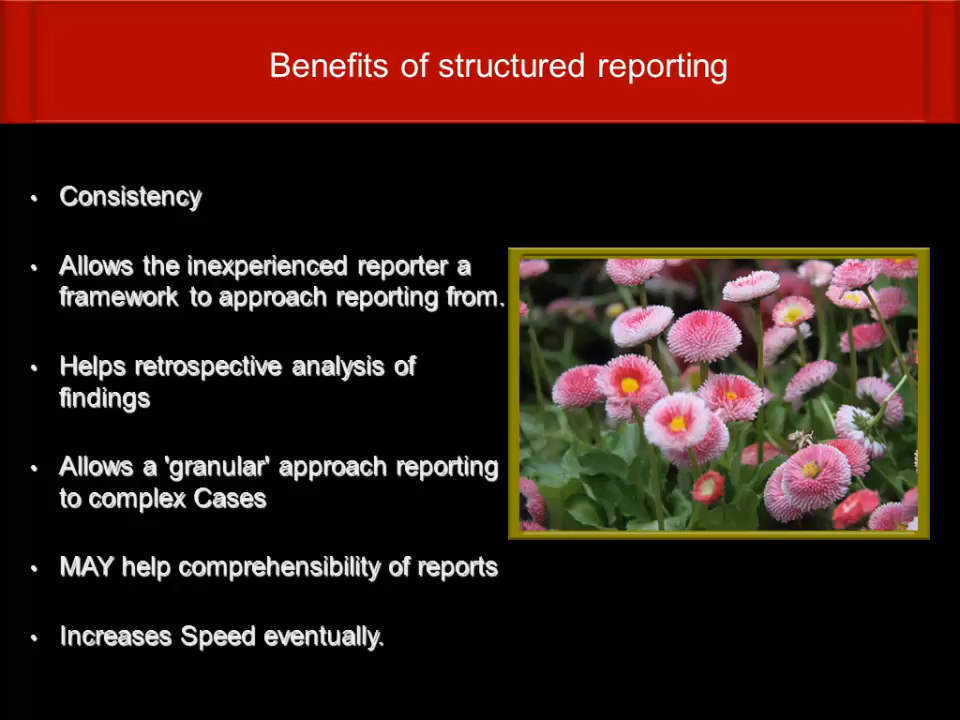 Benefits of structured reporting
• Consistency
• Allows the inexperienced reporter a
framework to approach reporting from.
• Helps retrospective analysis of
findings
• Allows a 'granular' approach reporting
to complex Cases
• MAY help comprehensibility of reports
• Increases Speed eventually.